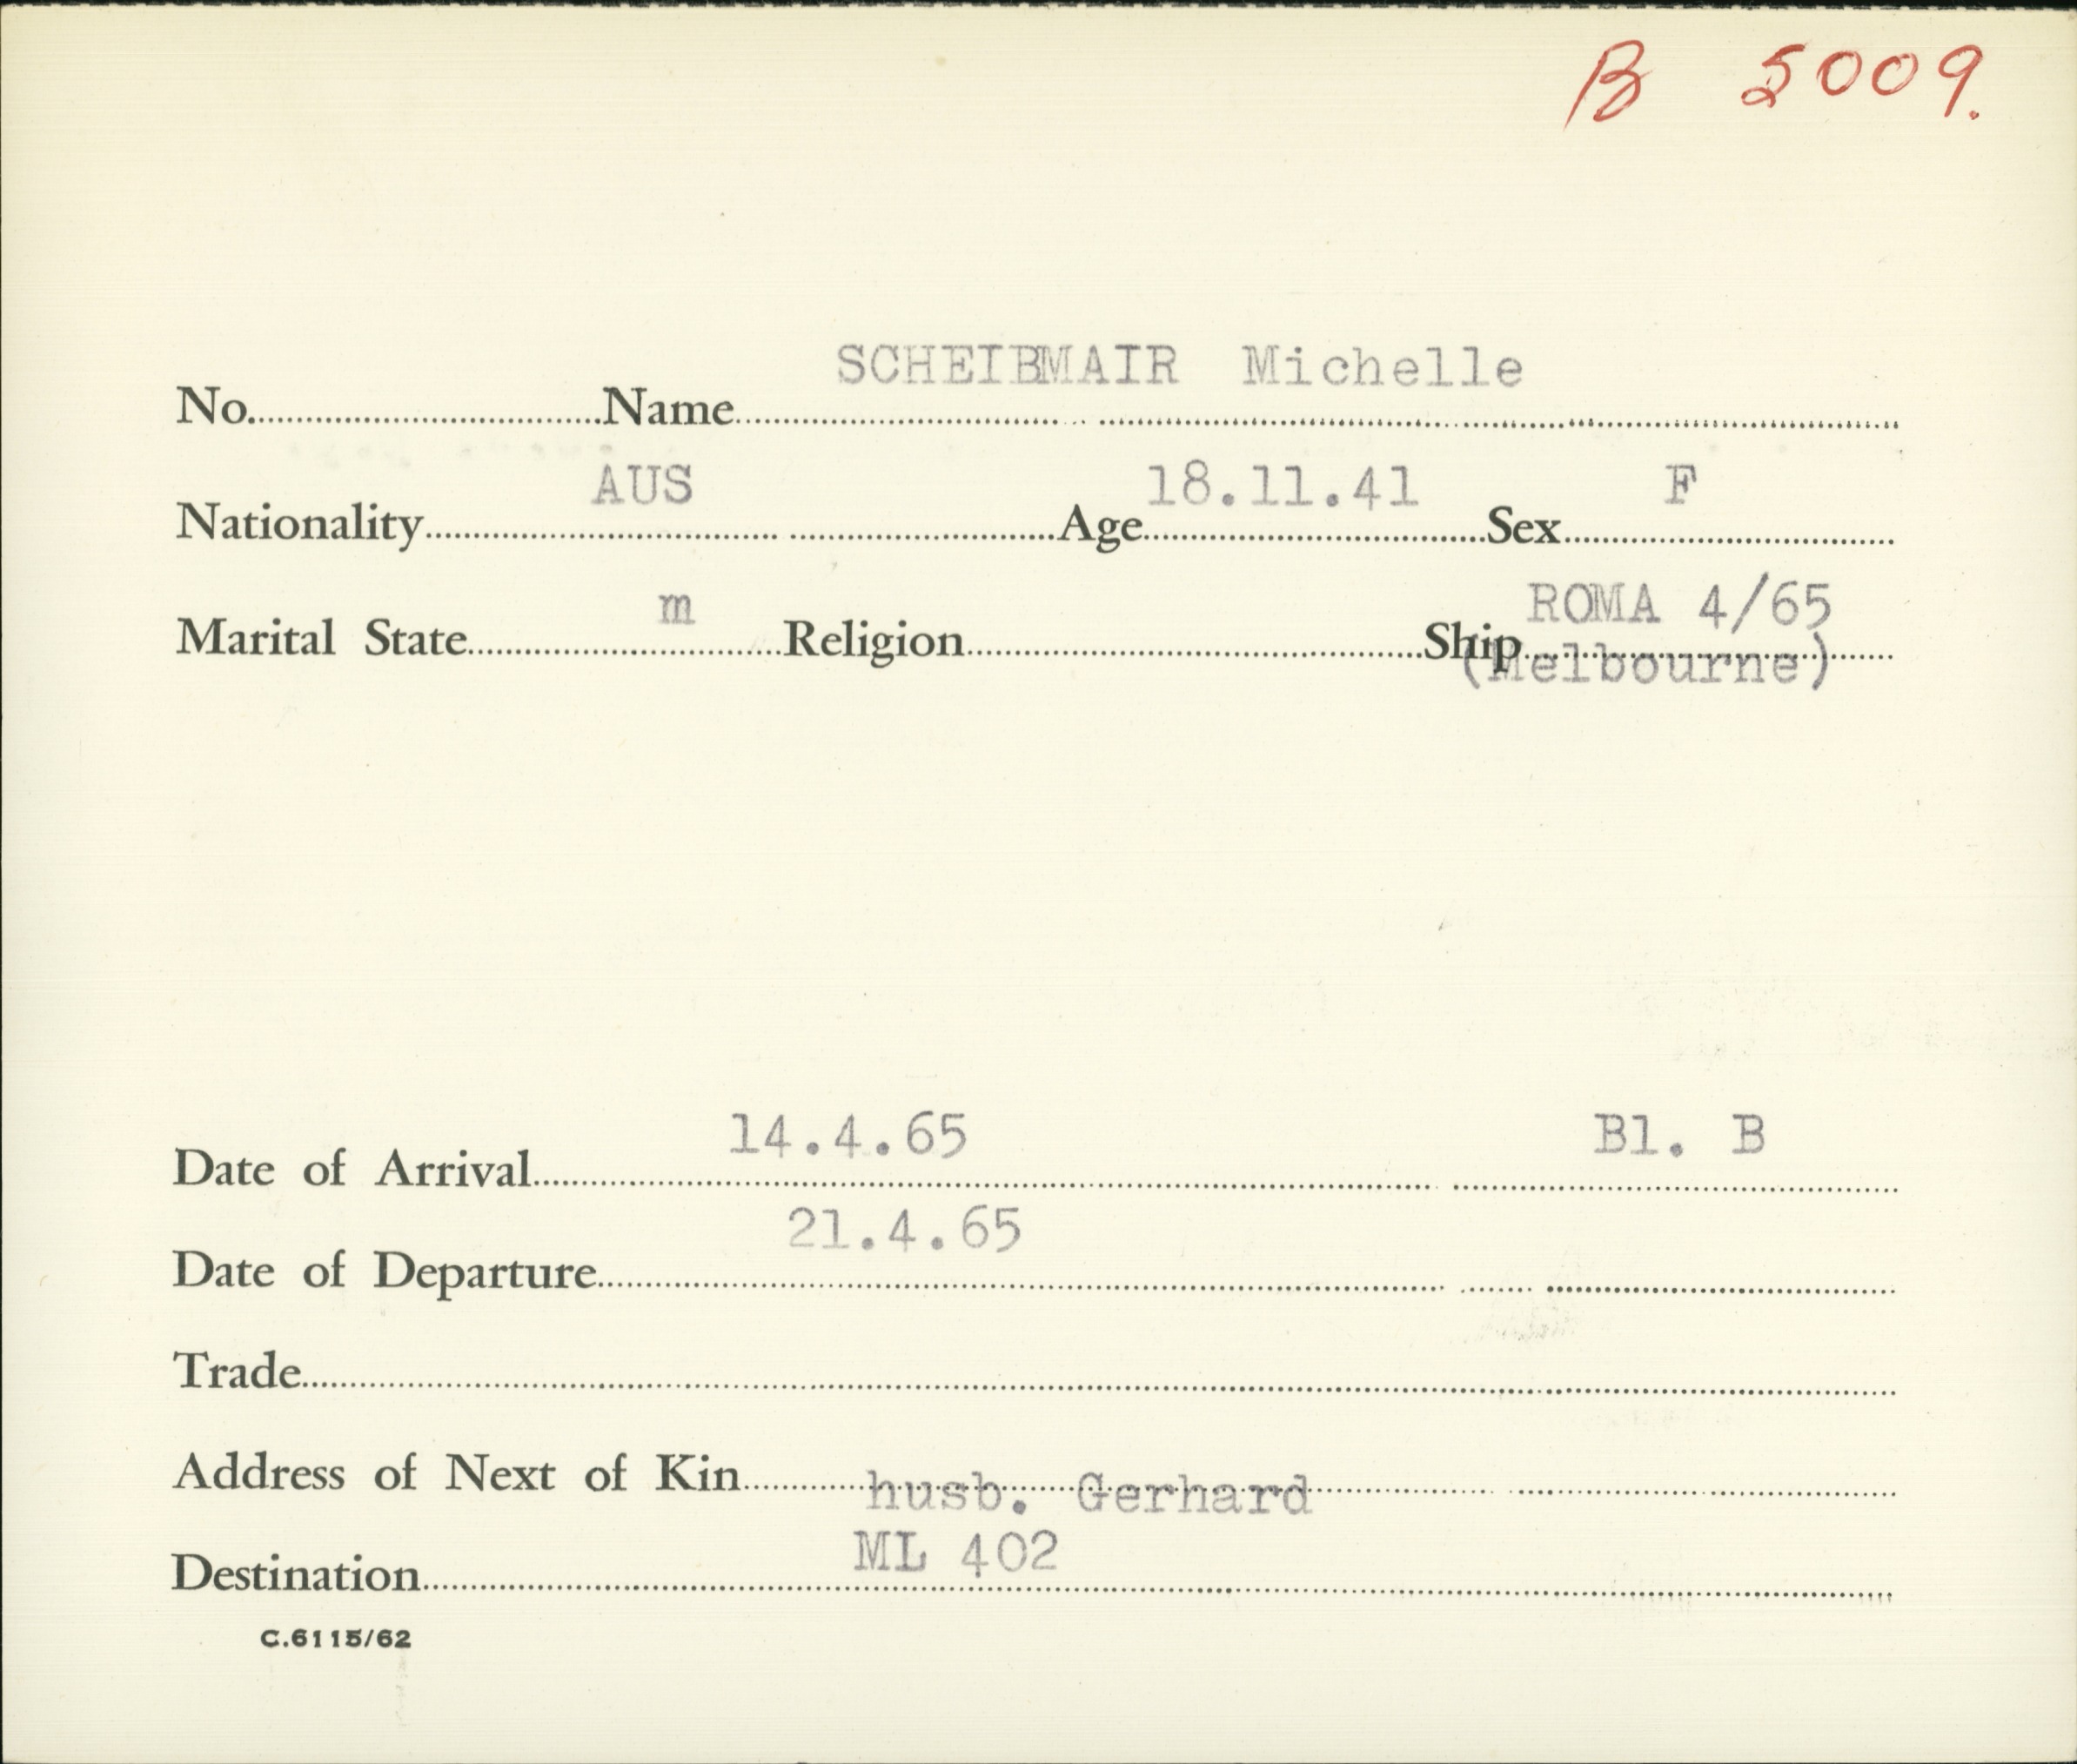 B 5009.
SCHEIBMAIR Michelle
No. Name
AUS 18.11.41 F
Nationality Age Sex
m ROMA 4/65
Marital State Religion Ship
(Melbourne)
14.4.65 Bl. B
Date of Arrival
21.4.65
Date of Departure
Trade
Address of Next of Kin
husb. Gerhard
ML 402
Destination
C.6115/62